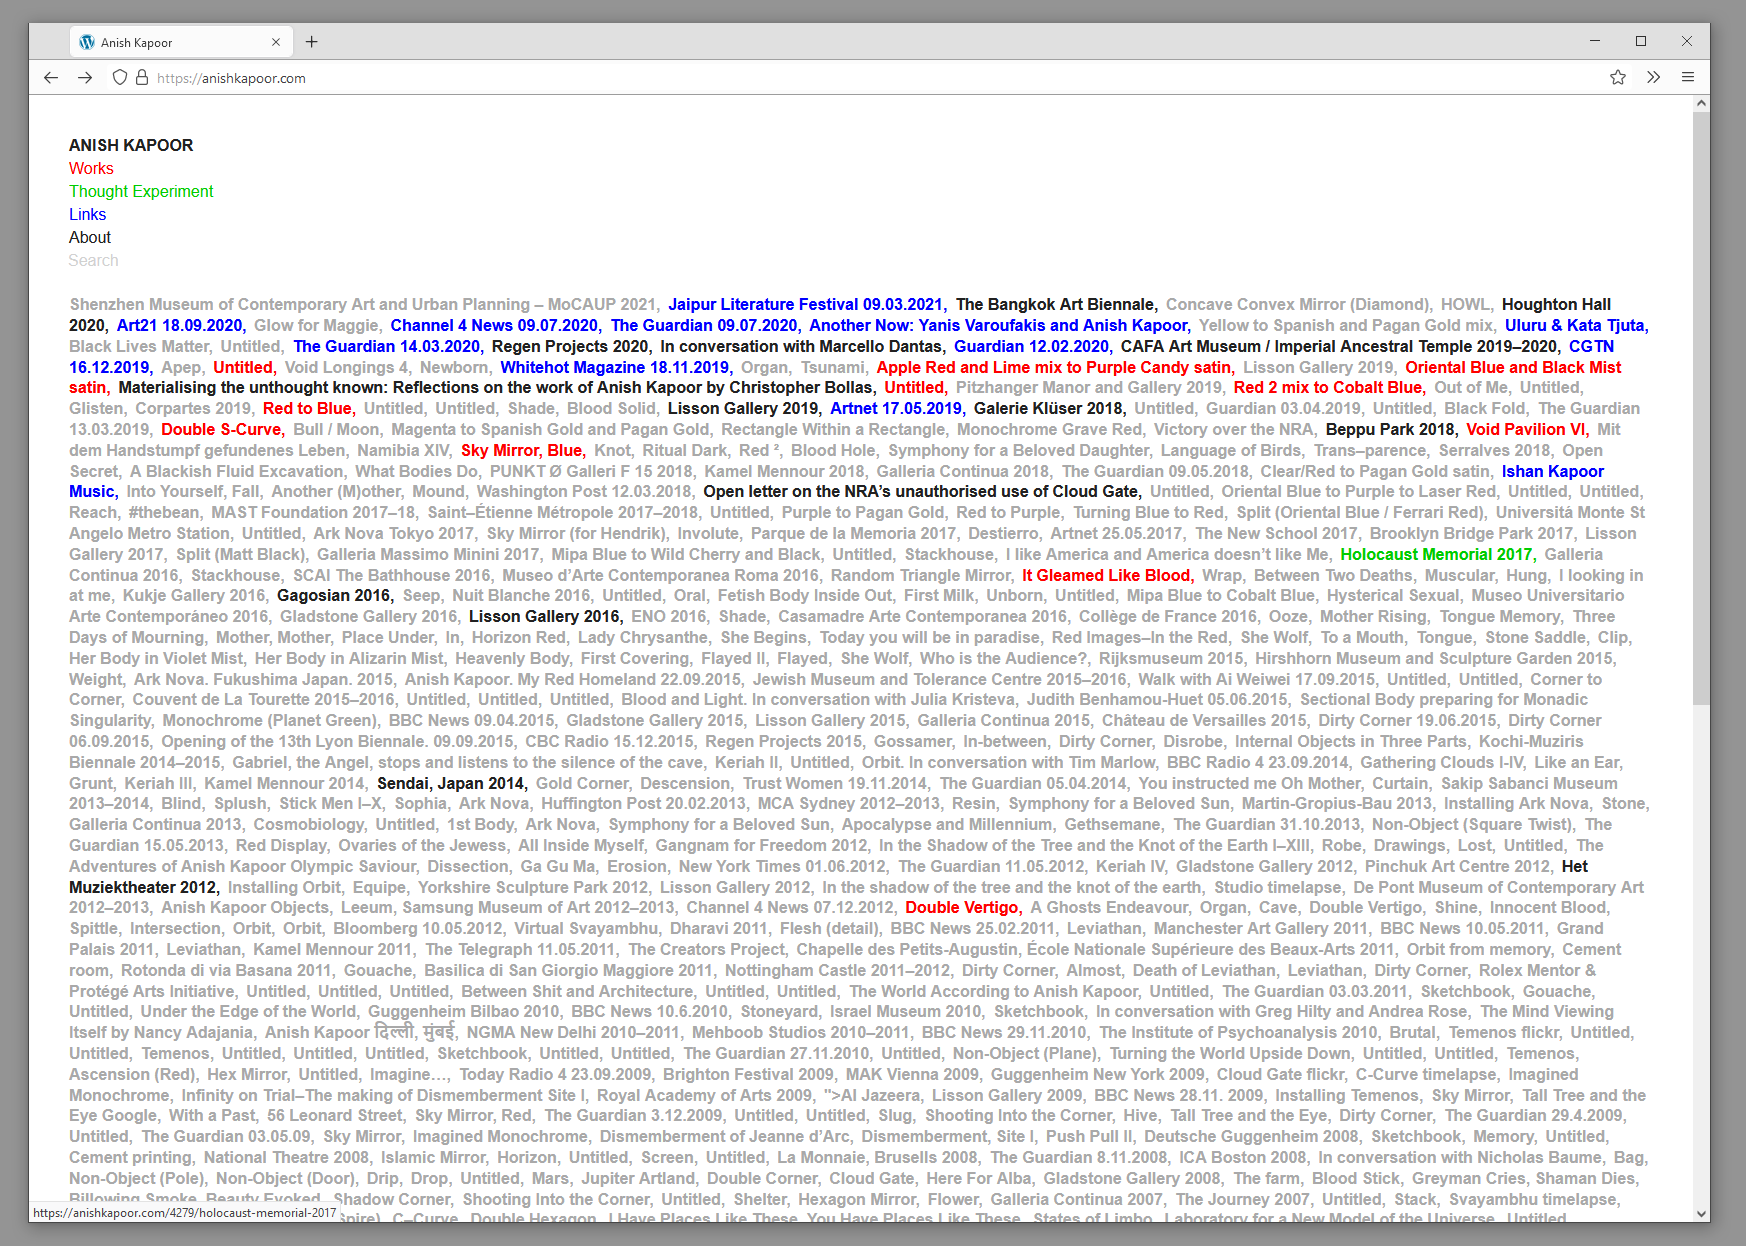 Anish Kapoor
https://anishkapoor.com
ANISH KAPOOR
Works
Thought Experiment
Links
About
Search
Shenzhen Museum of Contemporary Art and Urban Planning – MoCAUP 2021, Jaipur Literature Festival 09.03.2021, The Bangkok Art Biennale, Concave Convex Mirror (Diamond), HOWL, Houghton Hall
2020, Art21 18.09.2020, Glow for Maggie, Channel 4 News 09.07.2020, The Guardian 09.07.2020, Another Now: Yanis Varoufakis and Anish Kapoor, Yellow to Spanish and Pagan Gold mix, Uluru & Kata Tjuta,
Black Lives Matter, Untitled, The Guardian 14.03.2020, Regen Projects 2020, In conversation with Marcello Dantas, Guardian 12.02.2020, CAFA Art Museum / Imperial Ancestral Temple 2019–2020, CGTN
16.12.2019, Apep, Untitled, Void Longings 4, Newborn, Whitehot Magazine 18.11.2019, Organ, Tsunami, Apple Red and Lime mix to Purple Candy satin, Lisson Gallery 2019, Oriental Blue and Black Mist
satin, Materialising the unthought known: Reflections on the work of Anish Kapoor by Christopher Bollas, Untitled, Pitzhanger Manor and Gallery 2019, Red 2 mix to Cobalt Blue, Out of Me, Untitled,
Glisten, Corpartes 2019, Red to Blue, Untitled, Untitled, Shade, Blood Solid, Lisson Gallery 2019, Artnet 17.05.2019, Galerie Klüser 2018, Untitled, Guardian 03.04.2019, Untitled, Black Fold, The Guardian
13.03.2019, Double S-Curve, Bull / Moon, Magenta to Spanish Gold and Pagan Gold, Rectangle Within a Rectangle, Monochrome Grave Red, Victory over the NRA, Beppu Park 2018, Void Pavilion VI, Mit
dem Handstumpf gefundenes Leben, Namibia XIV, Sky Mirror, Blue, Knot, Ritual Dark, Red ², Blood Hole, Symphony for a Beloved Daughter, Language of Birds, Trans–parence, Serralves 2018, Open
Secret, A Blackish Fluid Excavation, What Bodies Do, PUNKT Ø Galleri F 15 2018, Kamel Mennour 2018, Galleria Continua 2018, The Guardian 09.05.2018, Clear/Red to Pagan Gold satin, Ishan Kapoor
Music, Into Yourself, Fall, Another (M)other, Mound, Washington Post 12.03.2018, Open letter on the NRA’s unauthorised use of Cloud Gate, Untitled, Oriental Blue to Purple to Laser Red, Untitled, Untitled,
Reach, #thebean, MAST Foundation 2017–18, Saint–Étienne Métropole 2017–2018, Untitled, Purple to Pagan Gold, Red to Purple, Turning Blue to Red, Split (Oriental Blue / Ferrari Red), Universitá Monte St
Angelo Metro Station, Untitled, Ark Nova Tokyo 2017, Sky Mirror (for Hendrik), Involute, Parque de la Memoria 2017, Destierro, Artnet 25.05.2017, The New School 2017, Brooklyn Bridge Park 2017, Lisson
Gallery 2017, Split (Matt Black), Galleria Massimo Minini 2017, Mipa Blue to Wild Cherry and Black, Untitled, Stackhouse, I like America and America doesn’t like Me, Holocaust Memorial 2017, Galleria
Continua 2016, Stackhouse, SCAI The Bathhouse 2016, Museo d’Arte Contemporanea Roma 2016, Random Triangle Mirror, It Gleamed Like Blood, Wrap, Between Two Deaths, Muscular, Hung, I looking in
at me, Kukje Gallery 2016, Gagosian 2016, Seep, Nuit Blanche 2016, Untitled, Oral, Fetish Body Inside Out, First Milk, Unborn, Untitled, Mipa Blue to Cobalt Blue, Hysterical Sexual, Museo Universitario
Arte Contemporáneo 2016, Gladstone Gallery 2016, Lisson Gallery 2016, ENO 2016, Shade, Casamadre Arte Contemporanea 2016, Collège de France 2016, Ooze, Mother Rising, Tongue Memory, Three
Days of Mourning, Mother, Mother, Place Under, In, Horizon Red, Lady Chrysanthe, She Begins, Today you will be in paradise, Red Images–In the Red, She Wolf, To a Mouth, Tongue, Stone Saddle, Clip,
Her Body in Violet Mist, Her Body in Alizarin Mist, Heavenly Body, First Covering, Flayed II, Flayed, She Wolf, Who is the Audience?, Rijksmuseum 2015, Hirshhorn Museum and Sculpture Garden 2015,
Weight, Ark Nova. Fukushima Japan. 2015, Anish Kapoor. My Red Homeland 22.09.2015, Jewish Museum and Tolerance Centre 2015–2016, Walk with Ai Weiwei 17.09.2015, Untitled, Untitled, Corner to
Corner, Couvent de La Tourette 2015–2016, Untitled, Untitled, Untitled, Blood and Light. In conversation with Julia Kristeva, Judith Benhamou-Huet 05.06.2015, Sectional Body preparing for Monadic
Singularity, Monochrome (Planet Green), BBC News 09.04.2015, Gladstone Gallery 2015, Lisson Gallery 2015, Galleria Continua 2015, Château de Versailles 2015, Dirty Corner 19.06.2015, Dirty Corner
06.09.2015, Opening of the 13th Lyon Biennale. 09.09.2015, CBC Radio 15.12.2015, Regen Projects 2015, Gossamer, In-between, Dirty Corner, Disrobe, Internal Objects in Three Parts, Kochi-Muziris
Biennale 2014–2015, Gabriel, the Angel, stops and listens to the silence of the cave, Keriah II, Untitled, Orbit. In conversation with Tim Marlow, BBC Radio 4 23.09.2014, Gathering Clouds I-IV, Like an Ear,
Grunt, Keriah III, Kamel Mennour 2014, Sendai, Japan 2014, Gold Corner, Descension, Trust Women 19.11.2014, The Guardian 05.04.2014, You instructed me Oh Mother, Curtain, Sakip Sabanci Museum
2013–2014, Blind, Splush, Stick Men I–X, Sophia, Ark Nova, Huffington Post 20.02.2013, MCA Sydney 2012–2013, Resin, Symphony for a Beloved Sun, Martin-Gropius-Bau 2013, Installing Ark Nova, Stone,
Galleria Continua 2013, Cosmobiology, Untitled, 1st Body, Ark Nova, Symphony for a Beloved Sun, Apocalypse and Millennium, Gethsemane, The Guardian 31.10.2013, Non-Object (Square Twist), The
Guardian 15.05.2013, Red Display, Ovaries of the Jewess, All Inside Myself, Gangnam for Freedom 2012, In the Shadow of the Tree and the Knot of the Earth I–XIII, Robe, Drawings, Lost, Untitled, The
Adventures of Anish Kapoor Olympic Saviour, Dissection, Ga Gu Ma, Erosion, New York Times 01.06.2012, The Guardian 11.05.2012, Keriah IV, Gladstone Gallery 2012, Pinchuk Art Centre 2012, Het
Muziektheater 2012, Installing Orbit, Equipe, Yorkshire Sculpture Park 2012, Lisson Gallery 2012, In the shadow of the tree and the knot of the earth, Studio timelapse, De Pont Museum of Contemporary Art
2012–2013, Anish Kapoor Objects, Leeum, Samsung Museum of Art 2012–2013, Channel 4 News 07.12.2012, Double Vertigo, A Ghosts Endeavour, Organ, Cave, Double Vertigo, Shine, Innocent Blood,
Spittle, Intersection, Orbit, Orbit, Bloomberg 10.05.2012, Virtual Svayambhu, Dharavi 2011, Flesh (detail), BBC News 25.02.2011, Leviathan, Manchester Art Gallery 2011, BBC News 10.05.2011, Grand
Palais 2011, Leviathan, Kamel Mennour 2011, The Telegraph 11.05.2011, The Creators Project, Chapelle des Petits-Augustin, École Nationale Supérieure des Beaux-Arts 2011, Orbit from memory, Cement
room, Rotonda di via Basana 2011, Gouache, Basilica di San Giorgio Maggiore 2011, Nottingham Castle 2011–2012, Dirty Corner, Almost, Death of Leviathan, Leviathan, Dirty Corner, Rolex Mentor &
Protégé Arts Initiative, Untitled, Untitled, Untitled, Between Shit and Architecture, Untitled, Untitled, The World According to Anish Kapoor, Untitled, The Guardian 03.03.2011, Sketchbook, Gouache,
Untitled, Under the Edge of the World, Guggenheim Bilbao 2010, BBC News 10.6.2010, Stoneyard, Israel Museum 2010, Sketchbook, In conversation with Greg Hilty and Andrea Rose, The Mind Viewing
Itself by Nancy Adajania, Anish Kapoor दिल्ली, मुंबई, NGMA New Delhi 2010–2011, Mehboob Studios 2010–2011, BBC News 29.11.2010, The Institute of Psychoanalysis 2010, Brutal, Temenos flickr, Untitled,
Untitled, Temenos, Untitled, Untitled, Untitled, Sketchbook, Untitled, Untitled, The Guardian 27.11.2010, Untitled, Non-Object (Plane), Turning the World Upside Down, Untitled, Untitled, Temenos,
Ascension (Red), Hex Mirror, Untitled, Imagine…, Today Radio 4 23.09.2009, Brighton Festival 2009, MAK Vienna 2009, Guggenheim New York 2009, Cloud Gate flickr, C-Curve timelapse, Imagined
Monochrome, Infinity on Trial–The making of Dismemberment Site I, Royal Academy of Arts 2009, ">Al Jazeera, Lisson Gallery 2009, BBC News 28.11. 2009, Installing Temenos, Sky Mirror, Tall Tree and the
Eye Google, With a Past, 56 Leonard Street, Sky Mirror, Red, The Guardian 3.12.2009, Untitled, Untitled, Slug, Shooting Into the Corner, Hive, Tall Tree and the Eye, Dirty Corner, The Guardian 29.4.2009,
Untitled, The Guardian 03.05.09, Sky Mirror, Imagined Monochrome, Dismemberment of Jeanne d’Arc, Dismemberment, Site I, Push Pull II, Deutsche Guggenheim 2008, Sketchbook, Memory, Untitled,
Cement printing, National Theatre 2008, Islamic Mirror, Horizon, Untitled, Screen, Untitled, La Monnaie, Brusells 2008, The Guardian 8.11.2008, ICA Boston 2008, In conversation with Nicholas Baume, Bag,
Non-Object (Pole), Non-Object (Door), Drip, Drop, Untitled, Mars, Jupiter Artland, Double Corner, Cloud Gate, Here For Alba, Gladstone Gallery 2008, The farm, Blood Stick, Greyman Cries, Shaman Dies,
Billowing Smoke, Beauty Evoked, Shadow Corner, Shooting Into the Corner, Untitled, Shelter, Hexagon Mirror, Flower, Galleria Continua 2007, The Journey 2007, Untitled, Stack, Svayambhu timelapse,
Spire), C–Curve, Double Hexagon, I Have Places Like These, You Have Places Like These, States of Limbo, Laboratory for a New Model of the Universe, Untitled,
https://anishkapoor.com/4279/holocaust-memorial-2017